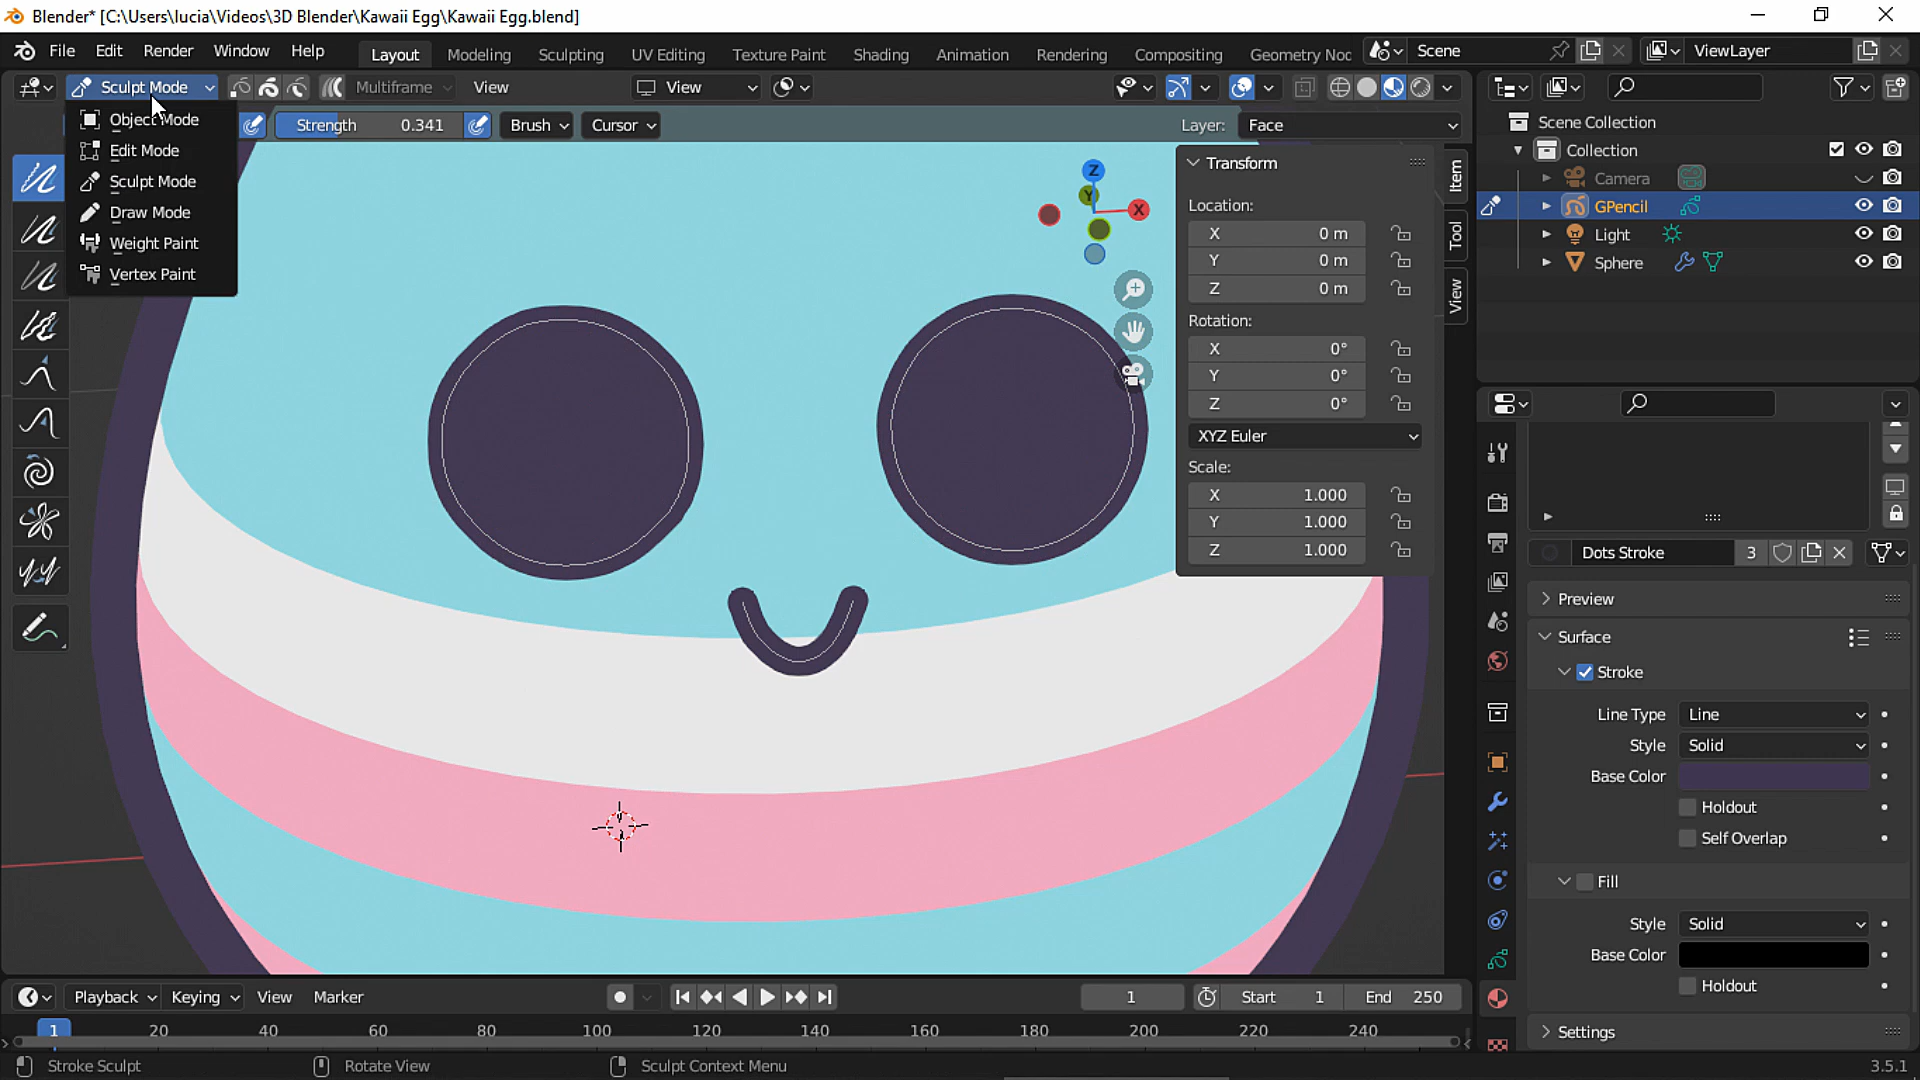 Blender* [C:\Users\lucia\Videos\3D Blender\Kawaii Egg\Kawaii Egg.blend]
File Edit Render Window Help Layout Modeling Sculpting UV Editing Texture Paint Shading Animation Rendering Compositing Geometry Noc Scene ViewLayer
Sculpt Mode Multiframe View View
Object Mode
Edit Mode
Sculpt Mode
Draw Mode
Weight Paint
Vertex Paint
Strength 0.341 Brush Cursor Layer: Face
Z
Y
X
Transform
Location:
X 0 m
Y 0 m
Z 0 m
Rotation:
X 0°
Y 0°
Z 0°
XYZ Euler
Scale:
X 1.000
Y 1.000
Z 1.000
Item
Tool
View
Scene Collection
Collection
Camera
GPencil
Light
Sphere
Dots Stroke 3
Preview
Surface
Stroke
Line Type Line
Style Solid
Base Color
Holdout
Self Overlap
Fill
Style Solid
Base Color
Holdout
Settings
Playback Keying View Marker 1 Start 1 End 250
1 20 40 60 80 100 120 140 160 180 200 220 240
Stroke Sculpt Rotate View Sculpt Context Menu 3.5.1